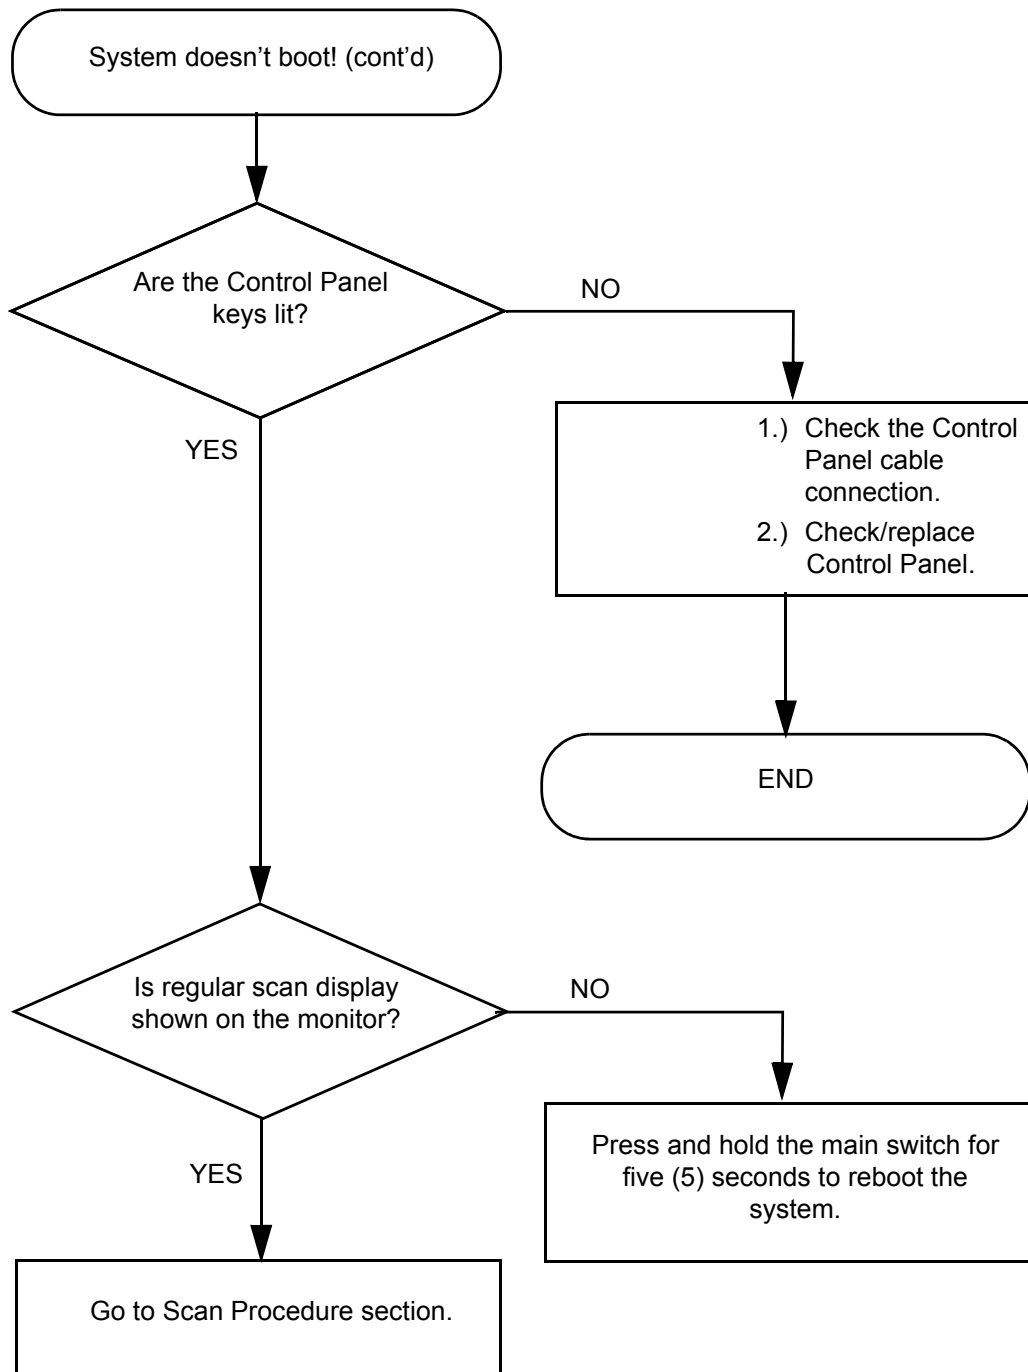 System doesn’t boot! (cont’d)
Are the Control Panel
keys lit?
NO
YES
1.) Check the Control
Panel cable
connection.
2.) Check/replace
Control Panel.
END
Is regular scan display
shown on the monitor?
NO
YES
Press and hold the main switch for
five (5) seconds to reboot the
system.
Go to Scan Procedure section.